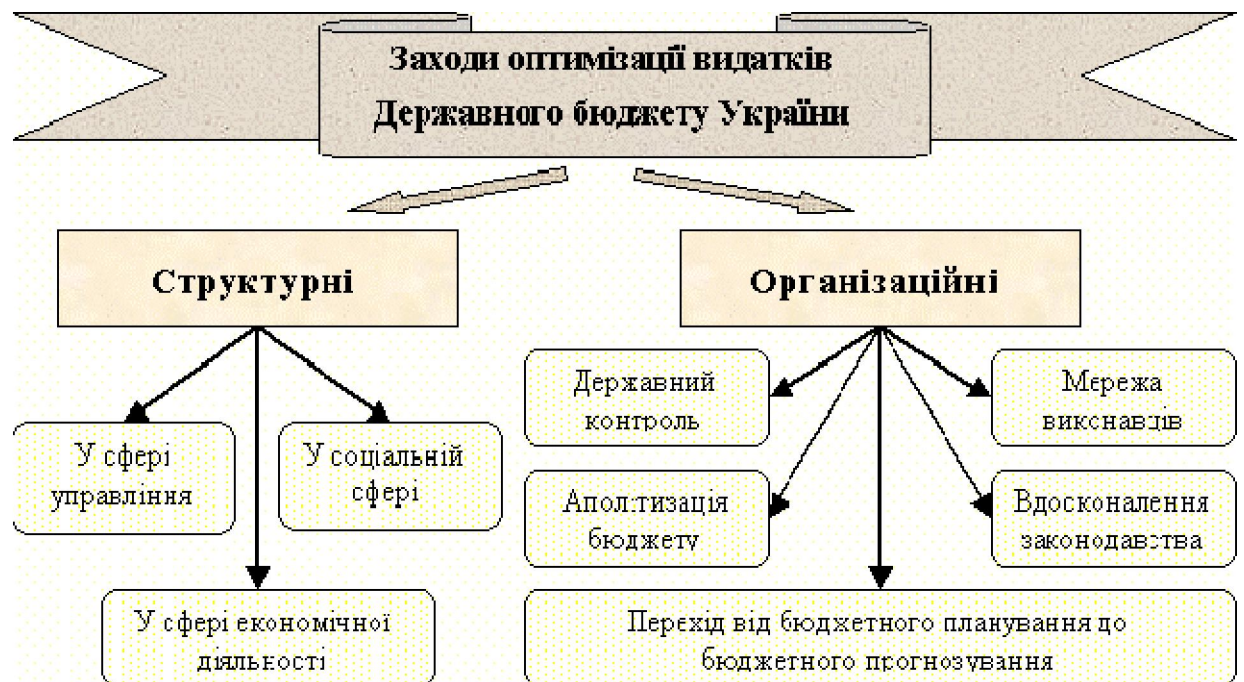 Заходи оптимізації видатків
Державного бюджету України
Структурні
Організаційні
У сфері
управління
У соціальній
сфері
У сфері економічної
діяльності
Державний
контроль
Мережа
виконавців
Аполітизація
бюджету
Вдосконалення
законодавства
Перехід від бюджетного планування до
бюджетного прогнозування